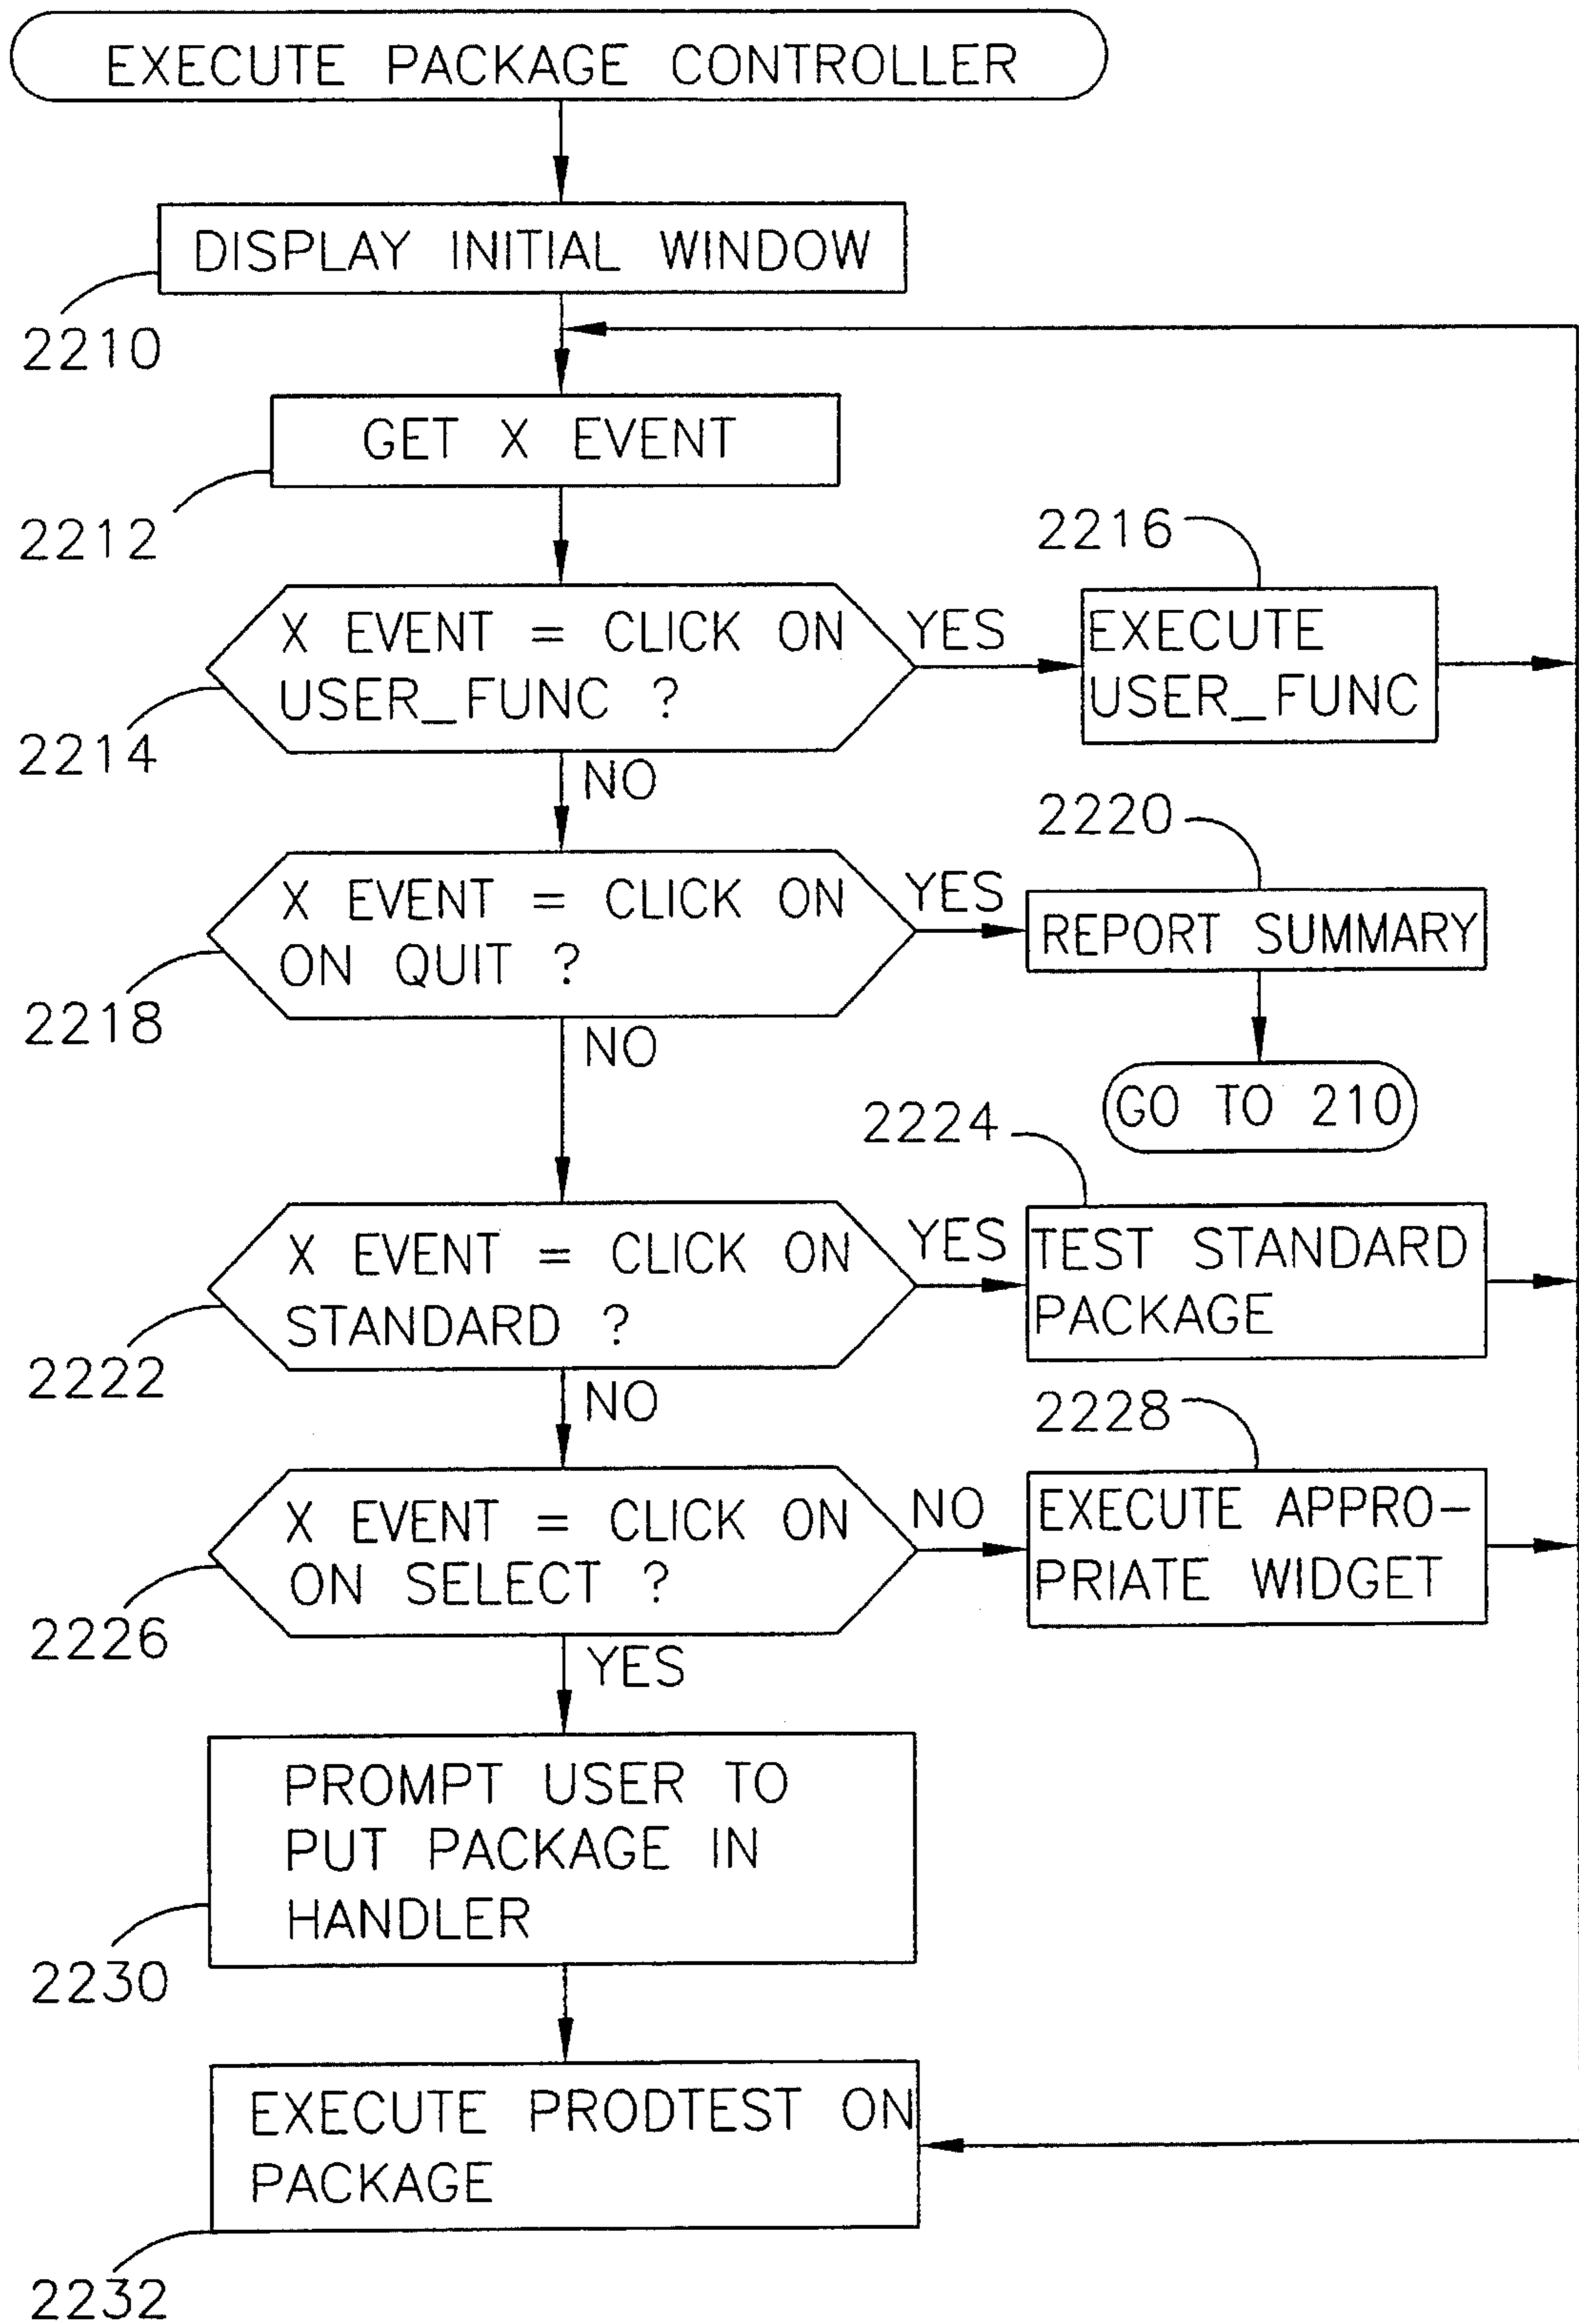 EXECUTE PACKAGE CONTROLLER
DISPLAY INITIAL WINDOW
2210
GET X EVENT
2212
2216
X EVENT = CLICK ON
USER_FUNC ?
YES
EXECUTE
USER_FUNC
2214
NO
2220
X EVENT = CLICK ON
ON QUIT ?
YES
REPORT SUMMARY
2218
NO
GO TO 210
2224
X EVENT = CLICK ON
STANDARD ?
YES
TEST STANDARD
PACKAGE
2222
NO
2228
X EVENT = CLICK ON
ON SELECT ?
NO
EXECUTE APPRO-
PRIATE WIDGET
2226
YES
PROMPT USER TO
PUT PACKAGE IN
HANDLER
2230
EXECUTE PRODTEST ON
PACKAGE
2232